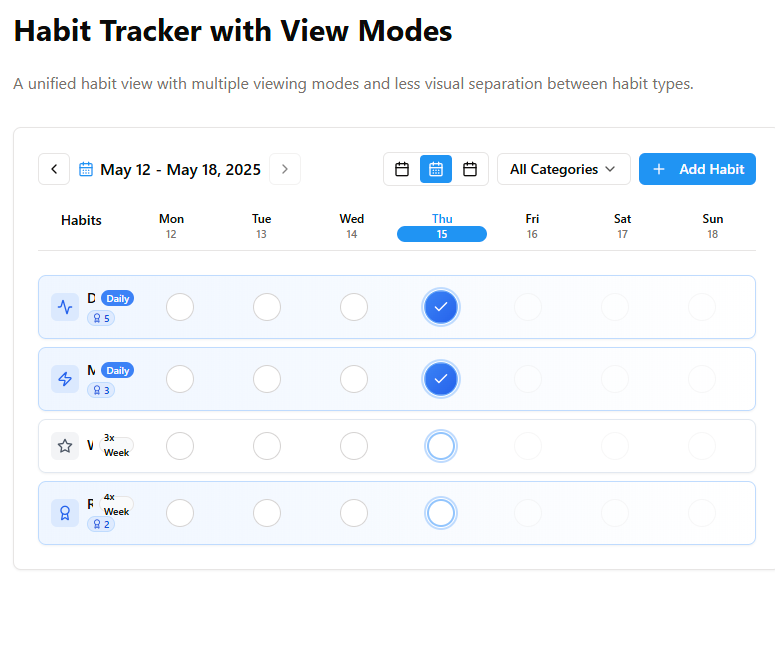 Habit Tracker with View Modes
A unified habit view with multiple viewing modes and less visual separation between habit types.
May 12 - May 18, 2025
All Categories
Add Habit
Habits Mon Tue Wed Thu Fri Sat Sun
12 13 14 15 16 17 18
D Daily
5
M Daily
3
3x
Week
4x
Week
2